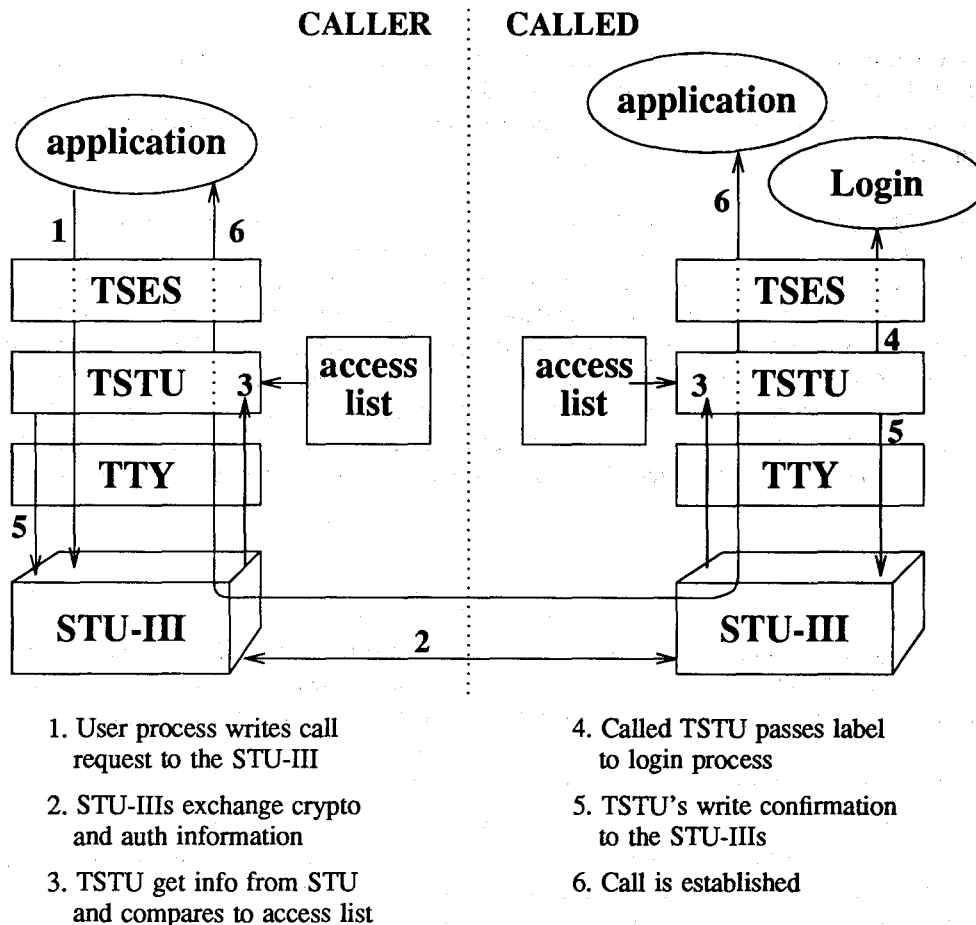 CALLER
CALLED
application
application
Login
1
6
6
TSES
TSES
4
TSTU
3
access
list
access
list
3
TSTU
5
TTY
TTY
5
STU-III
STU-III
2
1. User process writes call
request to the STU-III
2. STU-IIIs exchange crypto
and auth information
3. TSTU get info from STU
and compares to access list
4. Called TSTU passes label
to login process
5. TSTU's write confirmation
to the STU-IIIs
6. Call is established